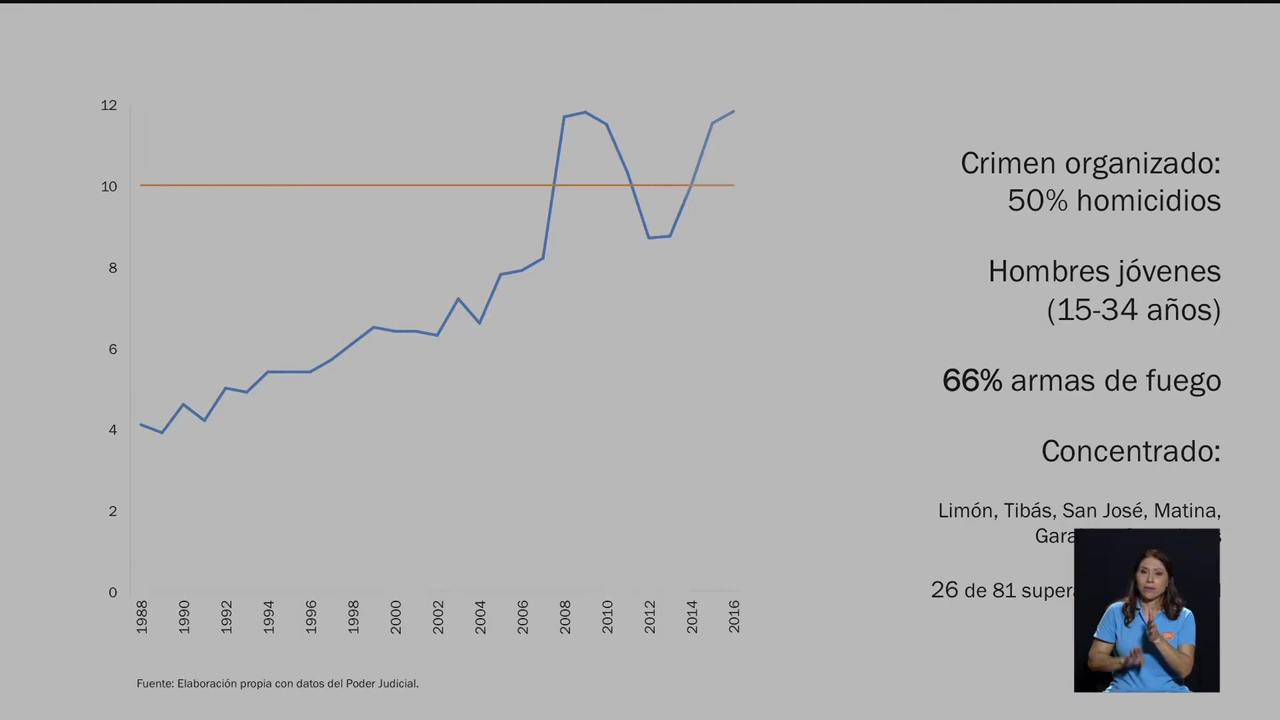 12
10
8
6
4
2
0
1988 1990 1992 1994 1996 1998 2000 2002 2004 2006 2008 2010 2012 2014 2016
Fuente: Elaboración propia con datos del Poder Judicial.
Crimen organizado:
50% homicidios
Hombres jóvenes
(15-34 años)
66% armas de fuego
Concentrado:
Limón, Tibás, San José, Matina,
26 de 81